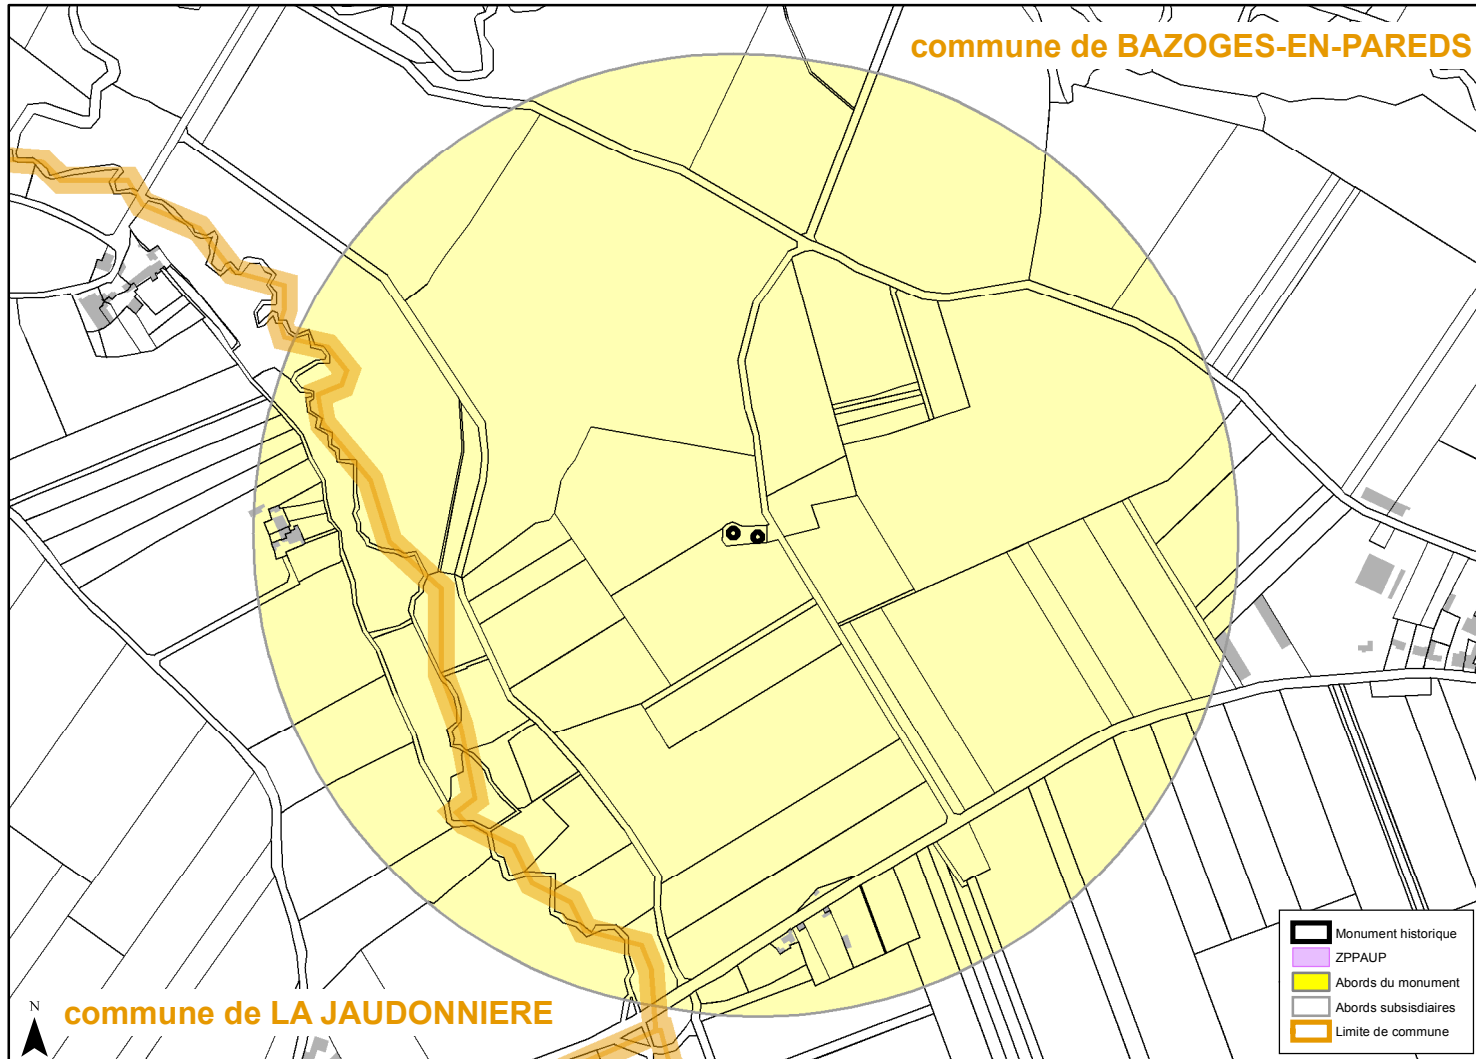 commune de BAZOGES-EN-PAREDS
Monument historique
ZPPAUP
Abords du monument
Abords subsisdiaires
Limite de commune
N
commune de LA JAUDONNIERE